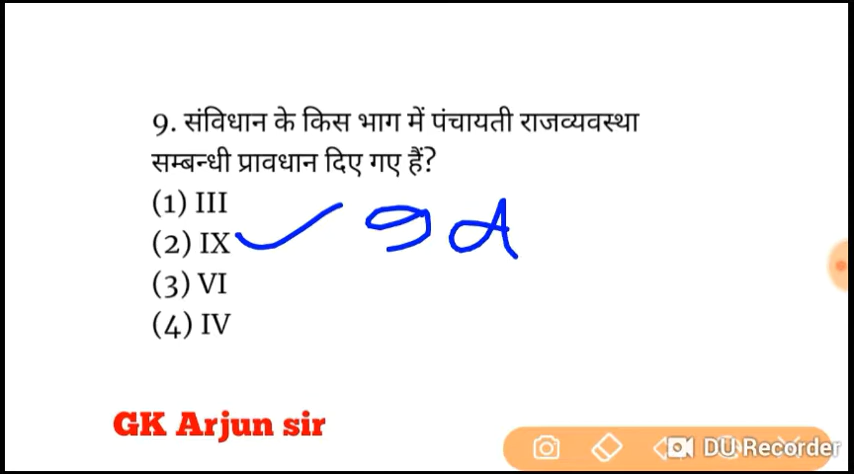 9. संविधान के किस भाग में पंचायती राजव्यवस्था
सम्बन्धी प्रावधान दिए गए हैं?
(1) III
(2) IX 9 A
(3) VI
(4) IV
GK Arjun sir
DU Recorder